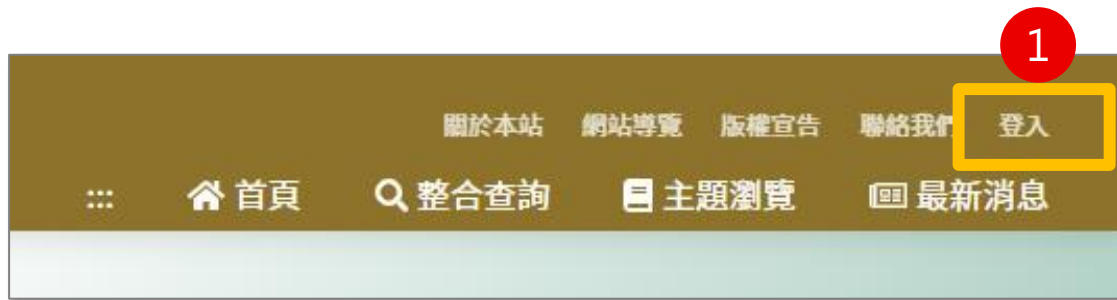 1
關於本站 網站導覽 版權宣告 聯絡我們 登入
::: 首頁 整合查詢 主題瀏覽 最新消息